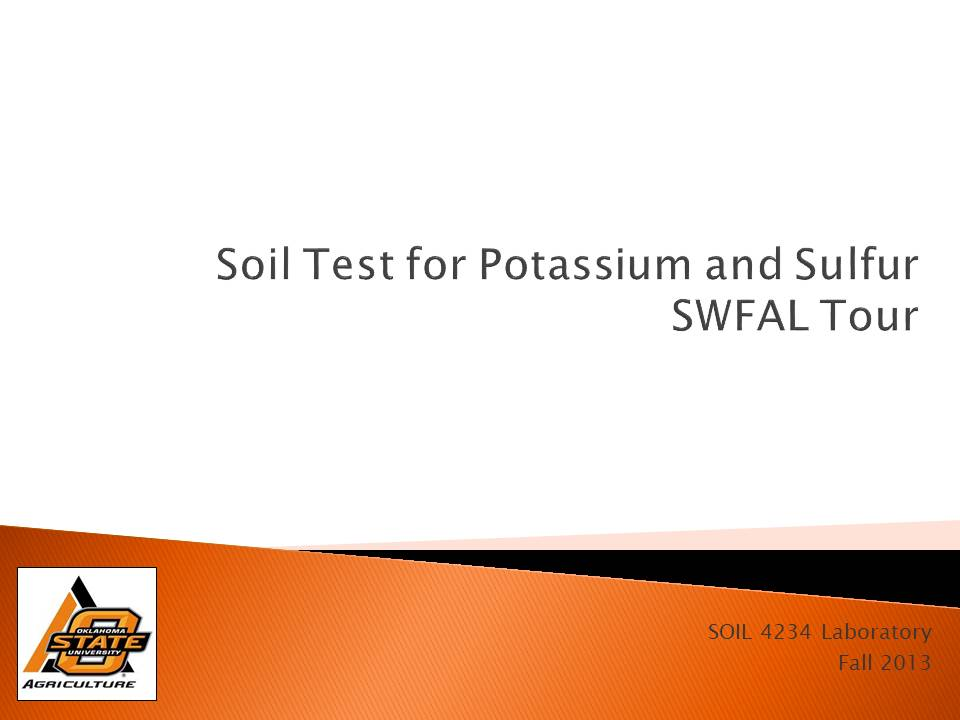 Soil Test for Potassium and Sulfur
SWFAL Tour
OKLAHOMA
STATE
UNIVERSITY
AGRICULTURE
SOIL 4234 Laboratory
Fall 2013